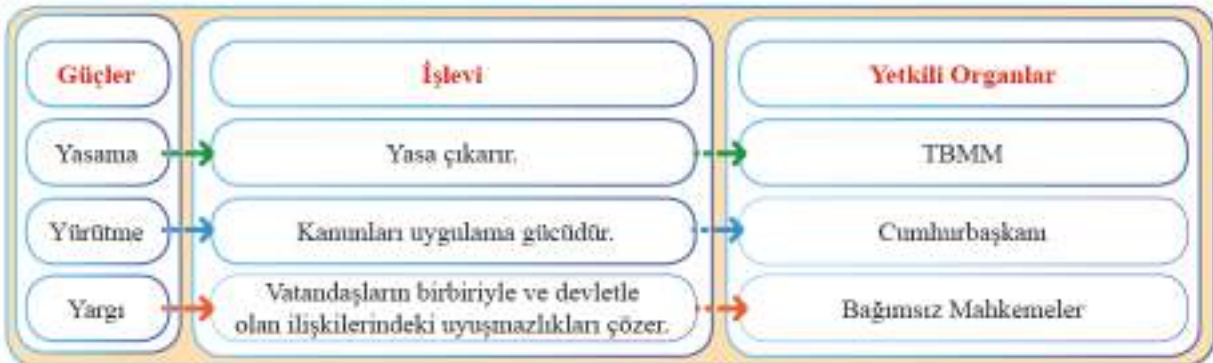 Güçler
İşlevi
Yetkili Organlar
Yasama
Yasa çıkarır.
TBMM
Yürütme
Kanunları uygulama gücüdür.
Cumhurbaşkanı
Yargı
Vatandaşların birbiriyle ve devletle
olan ilişkilerindeki uyuşmazlıkları çözer.
Bağımsız Mahkemeler